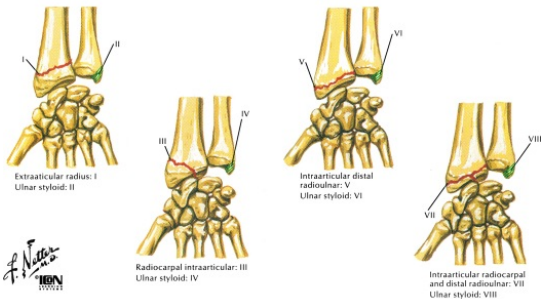 I
II
Extraaticular radius: I
Ulnar styloid: II
III
IV
Radiocarpal intraarticular: III
Ulnar styloid: IV
V
VI
Intraarticular distal
radioulnar: V
Ulnar styloid: VI
VII
VIII
Intraarticular radiocarpal
and distal radioulnar: VII
Ulnar styloid: VIII
F. Netter
M.D.
©ICON